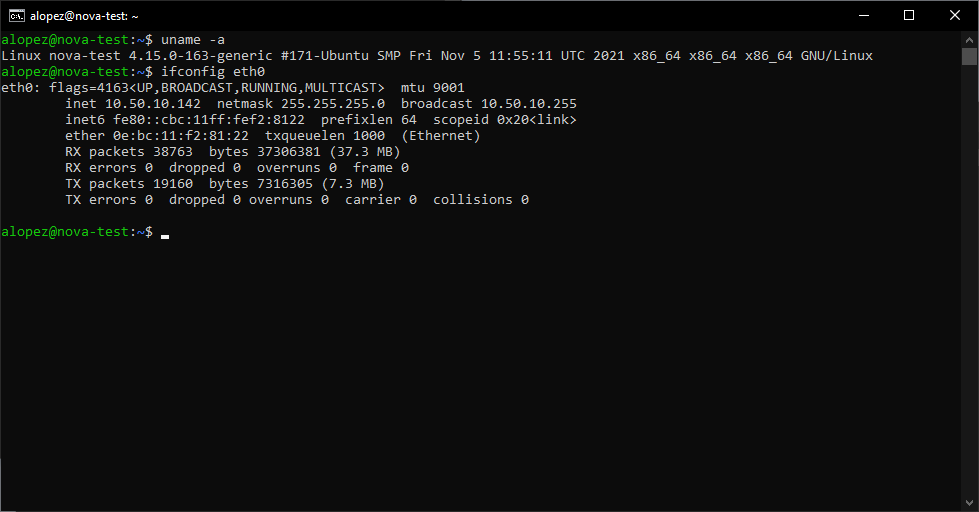 alopez@nova-test: ~
alopez@nova-test:~$ uname -a
Linux nova-test 4.15.0-163-generic #171-Ubuntu SMP Fri Nov 5 11:55:11 UTC 2021 x86_64 x86_64 x86_64 GNU/Linux
alopez@nova-test:~$ ifconfig eth0
eth0: flags=4163<UP,BROADCAST,RUNNING,MULTICAST>  mtu 9001
        inet 10.50.10.142  netmask 255.255.255.0  broadcast 10.50.10.255
        inet6 fe80::cbc:11ff:fef2:8122  prefixlen 64  scopeid 0x20<link>
        ether 0e:bc:11:f2:81:22  txqueuelen 1000  (Ethernet)
        RX packets 38763  bytes 37306381 (37.3 MB)
        RX errors 0  dropped 0  overruns 0  frame 0
        TX packets 19160  bytes 7316305 (7.3 MB)
        TX errors 0  dropped 0 overruns 0  carrier 0  collisions 0
alopez@nova-test:~$